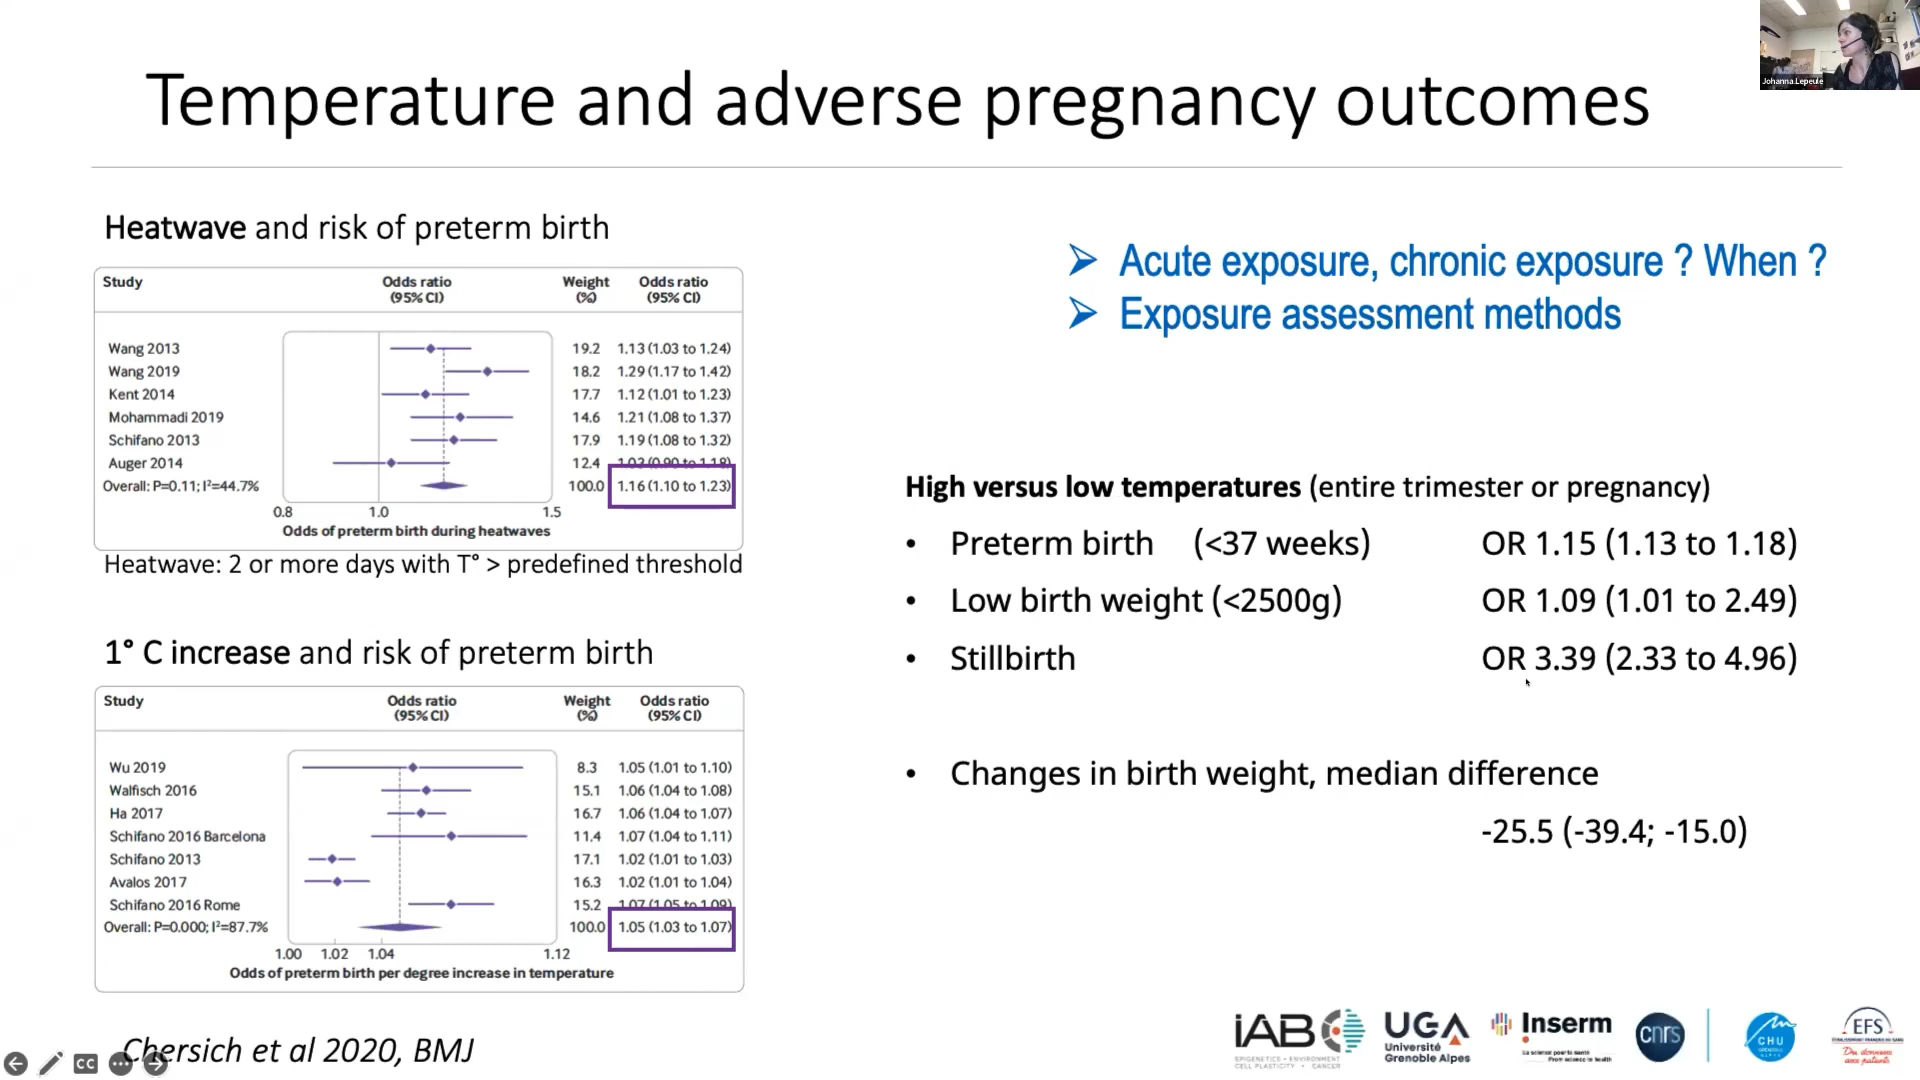 Temperature and adverse pregnancy outcomes
Johanna Lepeule
Heatwave and risk of preterm birth
Study Odds ratio (95% CI) Weight (%) Odds ratio (95% CI)
Wang 2013 19.2 1.13 (1.03 to 1.24)
Wang 2019 18.2 1.29 (1.17 to 1.42)
Kent 2014 17.7 1.12 (1.01 to 1.23)
Mohammadi 2019 14.6 1.21 (1.08 to 1.37)
Schifano 2013 17.9 1.19 (1.08 to 1.32)
Auger 2014 12.4 1.03 (0.90 to 1.18)
Overall: P=0.11; I²=44.7% 100.0 1.16 (1.10 to 1.23)
0.8 1.0 1.5
Odds of preterm birth during heatwaves
Heatwave: 2 or more days with T° > predefined threshold
1° C increase and risk of preterm birth
Study Odds ratio (95% CI) Weight (%) Odds ratio (95% CI)
Wu 2019 8.3 1.05 (1.01 to 1.10)
Walfisch 2016 15.1 1.06 (1.04 to 1.08)
Ha 2017 16.7 1.06 (1.04 to 1.07)
Schifano 2016 Barcelona 11.4 1.07 (1.04 to 1.11)
Schifano 2013 17.1 1.02 (1.01 to 1.03)
Avalos 2017 16.3 1.02 (1.01 to 1.04)
Schifano 2016 Rome 15.2 1.07 (1.05 to 1.09)
Overall: P=0.000; I²=87.7% 100.0 1.05 (1.03 to 1.07)
1.00 1.02 1.04 1.12
Odds of preterm birth per degree increase in temperature
Chersich et al 2020, BMJ
CC
➢ Acute exposure, chronic exposure ? When ?
➢ Exposure assessment methods
High versus low temperatures (entire trimester or pregnancy)
• Preterm birth (<37 weeks) OR 1.15 (1.13 to 1.18)
• Low birth weight (<2500g) OR 1.09 (1.01 to 2.49)
• Stillbirth OR 3.39 (2.33 to 4.96)
• Changes in birth weight, median difference
-25.5 (-39.4; -15.0)
iAB
EPIGENETICS • ENVIRONMENT
CELL PLASTICITY • CANCER
UGA
Université
Grenoble Alpes
Inserm
La science pour la santé
From science to health
cnrs
CHU
GRENOBLE
ALPES
EFS
ÉTABLISSEMENT FRANÇAIS DU SANG